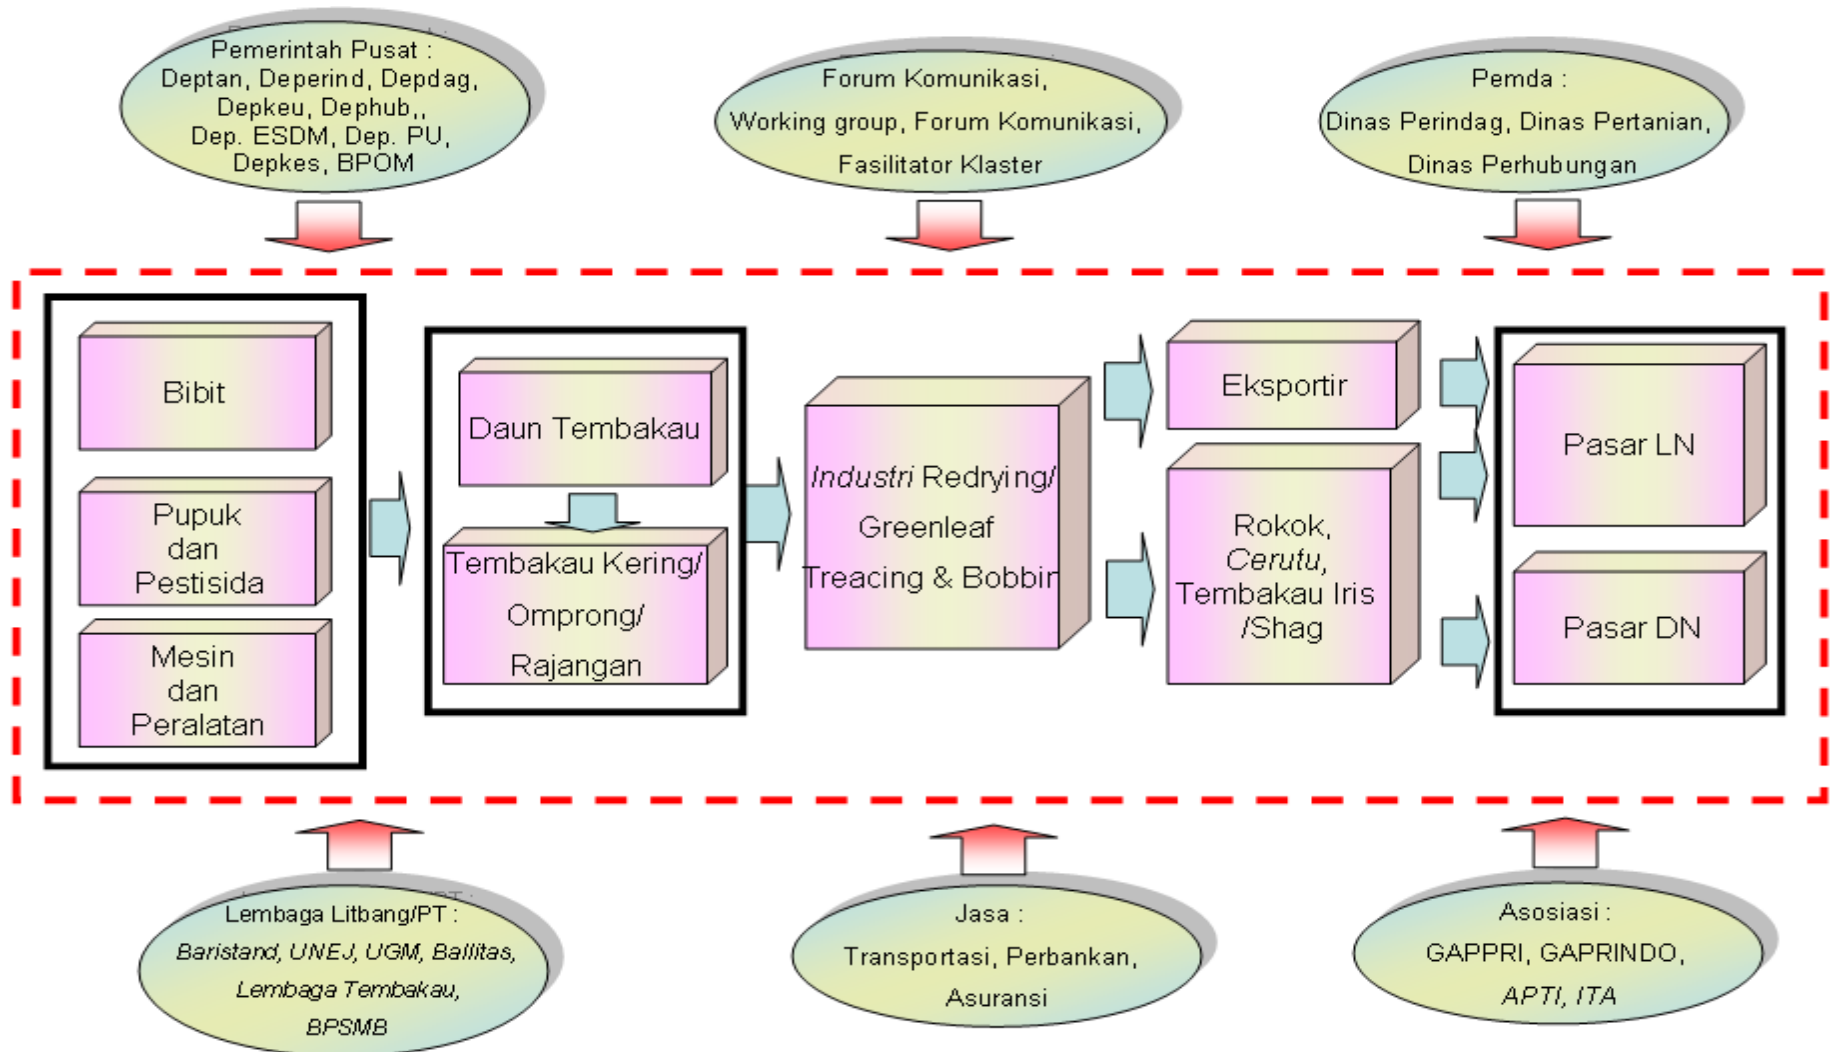 Pemerintah Pusat :
Deptan, Deperind, Depdag,
Depkeu, Dephub,,
Dep. ESDM, Dep. PU,
Depkes, BPOM
Forum Komunikasi,
Working group, Forum Komunikasi,
Fasilitator Klaster
Pemda :
Dinas Perindag, Dinas Pertanian,
Dinas Perhubungan
Bibit
Pupuk
dan
Pestisida
Mesin
dan
Peralatan
Daun Tembakau
Tembakau Kering/
Omprong/
Rajangan
Industri Redrying/
Greenleaf
Treacing & Bobbin
Eksportir
Rokok,
Cerutu,
Tembakau Iris
/Shag
Pasar LN
Pasar DN
Lembaga Litbang/PT :
Baristand, UNEJ, UGM, Ballitas,
Lembaga Tembakau,
BPSMB
Jasa :
Transportasi, Perbankan,
Asuransi
Asosiasi :
GAPPRI, GAPRINDO,
APTI, ITA